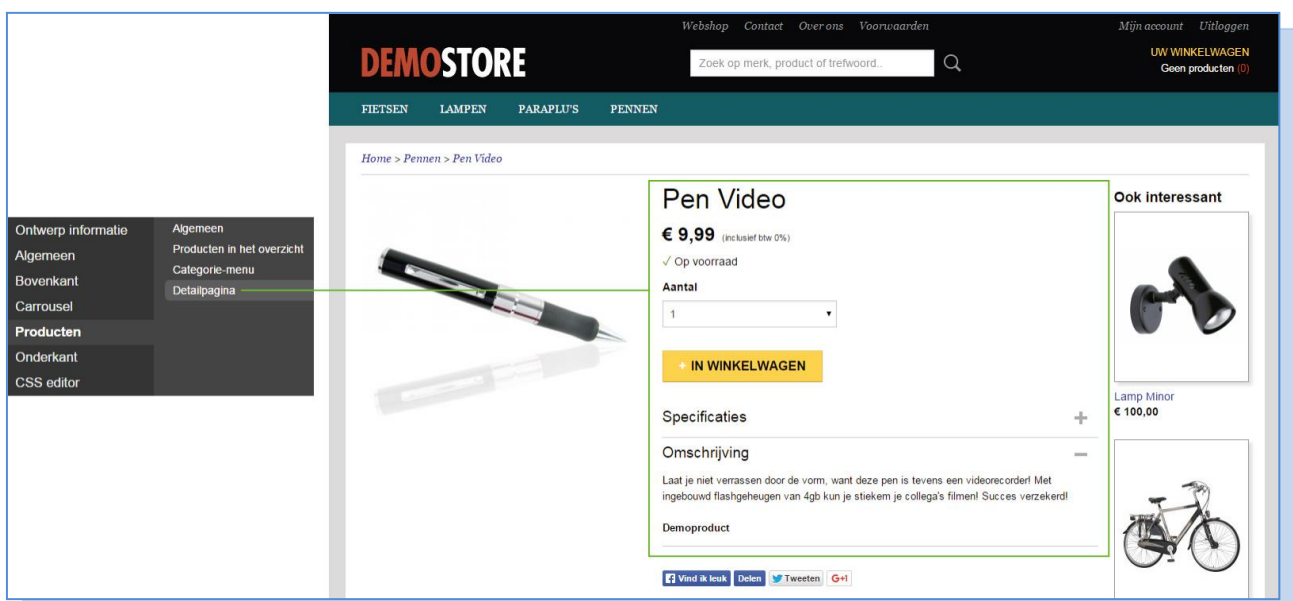 Webshop Contact Over ons Voorwaarden Mijn account Uitloggen
DEMOSTORE
Zoek op merk, product of trefwoord..
UW WINKELWAGEN
Geen producten (0)
FIETSEN LAMPEN PARAPLU'S PENNEN
Home > Pennen > Pen Video
Ontwerp informatie
Algemeen
Bovenkant
Carrousel
Producten
Onderkant
CSS editor
Algemeen
Producten in het overzicht
Categorie-menu
Detailpagina
Pen Video
€ 9,99 (inclusief btw 0%)
✓ Op voorraad
Aantal
1
+ IN WINKELWAGEN
Specificaties
Omschrijving
Laat je niet verrassen door de vorm, want deze pen is tevens een videorecorder! Met
ingebouwd flashgeheugen van 4gb kun je stiekem je collega's filmen! Succes verzekerd!
Demoproduct
Vind ik leuk Delen Tweeten G+1
Ook interessant
Lamp Minor
€ 100,00